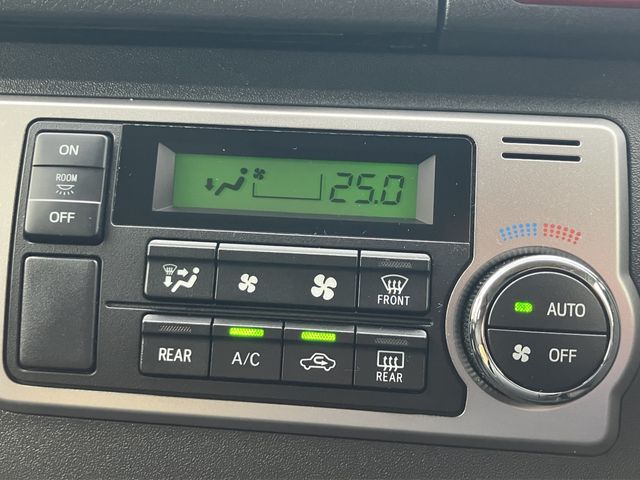 ON
ROOM
OFF
25.0
FRONT
REAR
A/C
REAR
AUTO
OFF